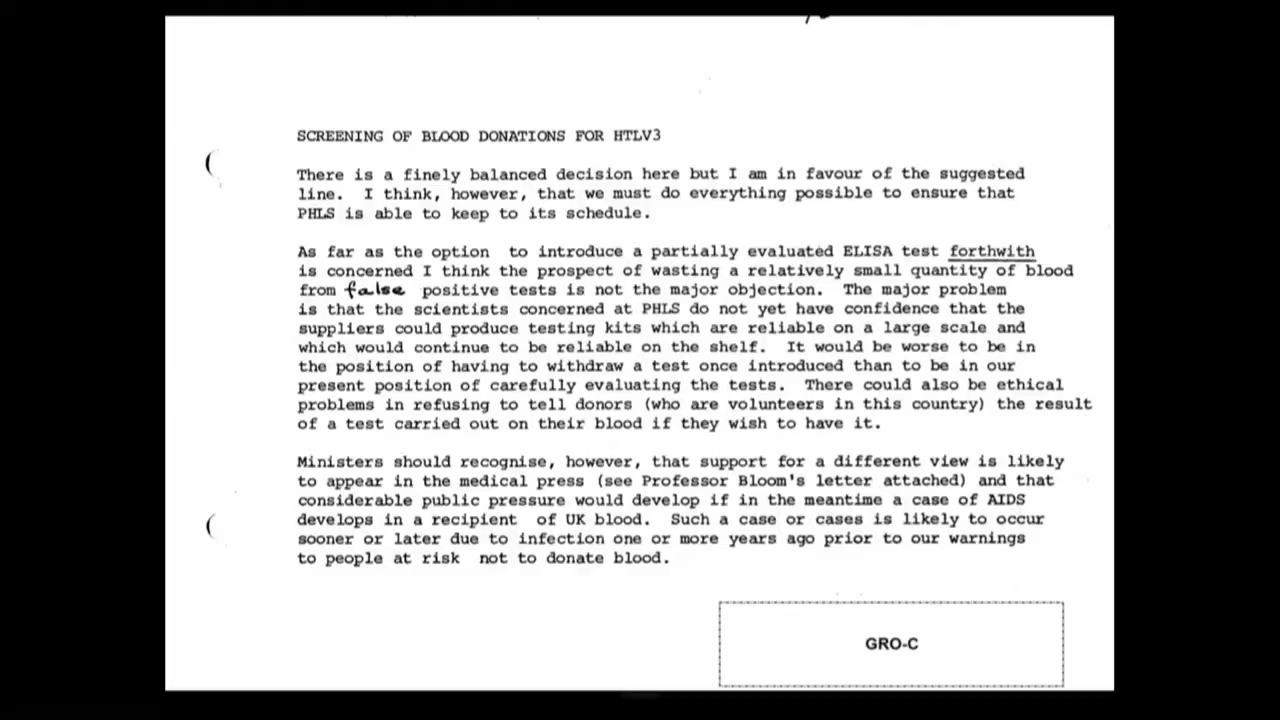 SCREENING OF BLOOD DONATIONS FOR HTLV3
There is a finely balanced decision here but I am in favour of the suggested
line. I think, however, that we must do everything possible to ensure that
PHLS is able to keep to its schedule.
As far as the option to introduce a partially evaluated ELISA test forthwith
is concerned I think the prospect of wasting a relatively small quantity of blood
from false positive tests is not the major objection. The major problem
is that the scientists concerned at PHLS do not yet have confidence that the
suppliers could produce testing kits which are reliable on a large scale and
which would continue to be reliable on the shelf. It would be worse to be in
the position of having to withdraw a test once introduced than to be in our
present position of carefully evaluating the tests. There could also be ethical
problems in refusing to tell donors (who are volunteers in this country) the result
of a test carried out on their blood if they wish to have it.
Ministers should recognise, however, that support for a different view is likely
to appear in the medical press (see Professor Bloom's letter attached) and that
considerable public pressure would develop if in the meantime a case of AIDS
develops in a recipient of UK blood. Such a case or cases is likely to occur
sooner or later due to infection one or more years ago prior to our warnings
to people at risk not to donate blood.
GRO-C